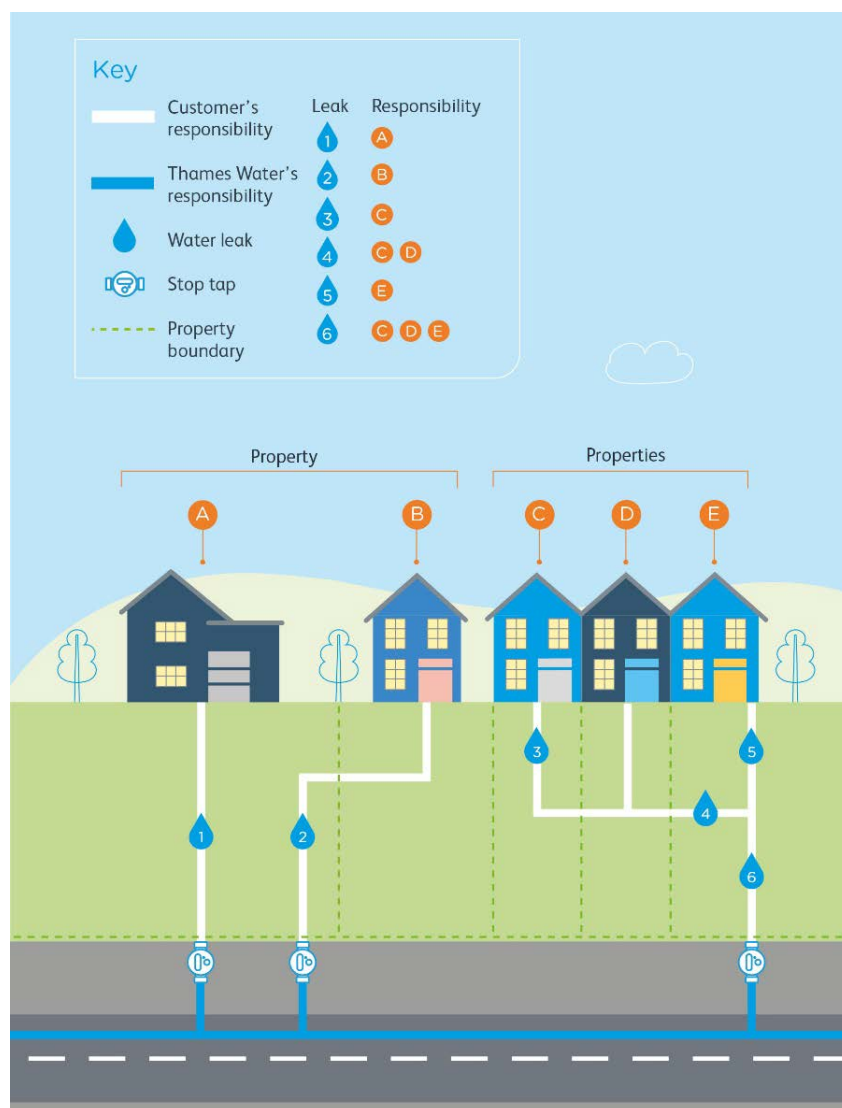 Key
Customer's
responsibility
Thames Water's
responsibility
Water leak
Stop tap
Property
boundary
Leak Responsibility
1 A
2 B
3 C
4 C D
5 E
6 C D E
Property Properties
A B C D E
3 5
4
1 2
6